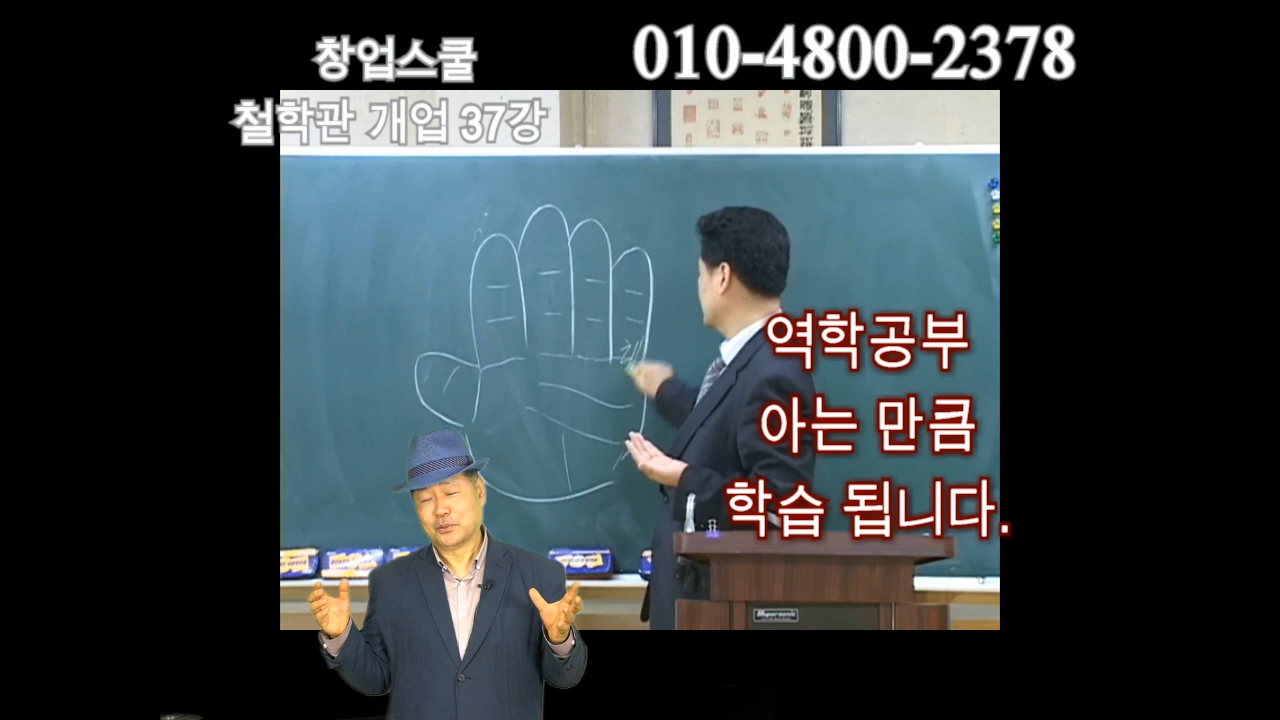 창업스쿨
010-4800-2378
철학관 개업 37강
역학공부
아는 만큼
학습 됩니다.